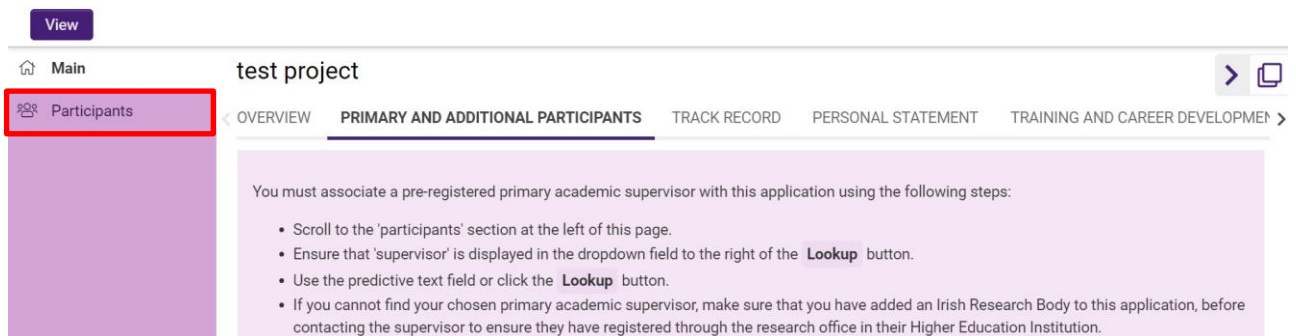 View
Main
Participants
test project
OVERVIEW PRIMARY AND ADDITIONAL PARTICIPANTS TRACK RECORD PERSONAL STATEMENT TRAINING AND CAREER DEVELOPMEN
You must associate a pre-registered primary academic supervisor with this application using the following steps:
• Scroll to the 'participants' section at the left of this page.
• Ensure that 'supervisor' is displayed in the dropdown field to the right of the Lookup button.
• Use the predictive text field or click the Lookup button.
• If you cannot find your chosen primary academic supervisor, make sure that you have added an Irish Research Body to this application, before
contacting the supervisor to ensure they have registered through the research office in their Higher Education Institution.